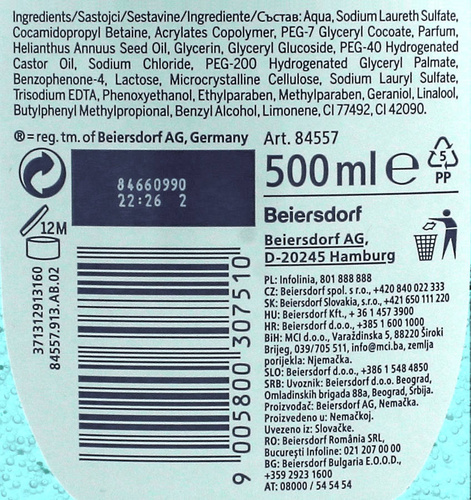 Ingredients/Sastojci/Sestavine/Ingrediente/Състав: Aqua, Sodium Laureth Sulfate,
Cocamidopropyl Betaine, Acrylates Copolymer, PEG-7 Glyceryl Cocoate, Parfum,
Helianthus Annuus Seed Oil, Glycerin, Glyceryl Glucoside, PEG-40 Hydrogenated
Castor Oil, Sodium Chloride, PEG-200 Hydrogenated Glyceryl Palmate,
Benzophenone-4, Lactose, Microcrystalline Cellulose, Sodium Lauryl Sulfate,
Trisodium EDTA, Phenoxyethanol, Ethylparaben, Methylparaben, Geraniol, Linalool,
Butylphenyl Methylpropional, Benzyl Alcohol, Limonene, CI 77492, CI 42090.
®= reg. tm. of Beiersdorf AG, Germany
Art. 84557
84660990
22:26 2
500 ml ℮
5
PP
12M
Beiersdorf
Beiersdorf AG,
D-20245 Hamburg
371312913160
84557.913.AB.02
9 005800 307510
PL: Infolinia, 801 888 888
CZ: Beiersdorf spol. s r.o., +420 840 022 333
SK: Beiersdorf Slovakia, s.r.o., +421 650 111 220
HU: Beiersdorf Kft., + 36 1 457 3900
HR: Beiersdorf d.o.o., +385 1 600 1000
BiH: MCI d.o.o., Varaždinska 5, 88220 Široki
Brijeg, 039/705 511, info@mci.ba, zemlja
porijekla: Njemačka.
SLO: Beiersdorf d.o.o., +386 1 548 4850
SRB: Uvoznik: Beiersdorf d.o.o. Beograd,
Omladinskih brigada 88a, Beograd, Srbija.
Proizvođač: Beiersdorf AG, Nemačka.
Proizvedeno u: Nemačkoj.
Uvezeno iz: Slovačke.
RO: Beiersdorf România SRL,
Bucureşti Infoline: 021 207 00 00
BG: Beiersdorf Bulgaria E.O.O.D.,
+359 2923 1600
AT: 08000 / 54 54 54